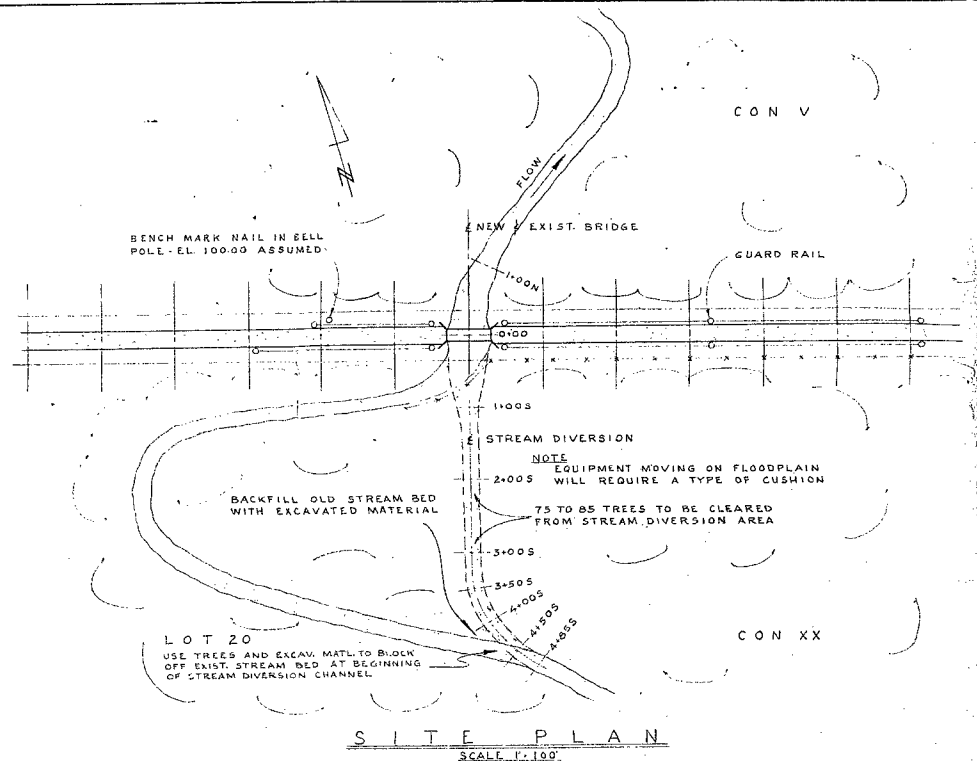 CON V
FLOW
N
℄ NEW & EXIST. BRIDGE
BENCH MARK NAIL IN BELL
POLE - EL. 100.00 ASSUMED
GUARD RAIL
1+00N
0+00
1+00S
℄ STREAM DIVERSION
NOTE
EQUIPMENT MOVING ON FLOODPLAIN
WILL REQUIRE A TYPE OF CUSHION
2+00S
BACKFILL OLD STREAM BED
WITH EXCAVATED MATERIAL
75 TO 85 TREES TO BE CLEARED
FROM STREAM DIVERSION AREA
3+00S
3+50S
4+00S
4+50S
4+85S
LOT 20
USE TREES AND EXCAV. MATL. TO BLOCK
OFF EXIST. STREAM BED AT BEGINNING
OF STREAM DIVERSION CHANNEL
CON XX
SITE PLAN
SCALE 1"=100'